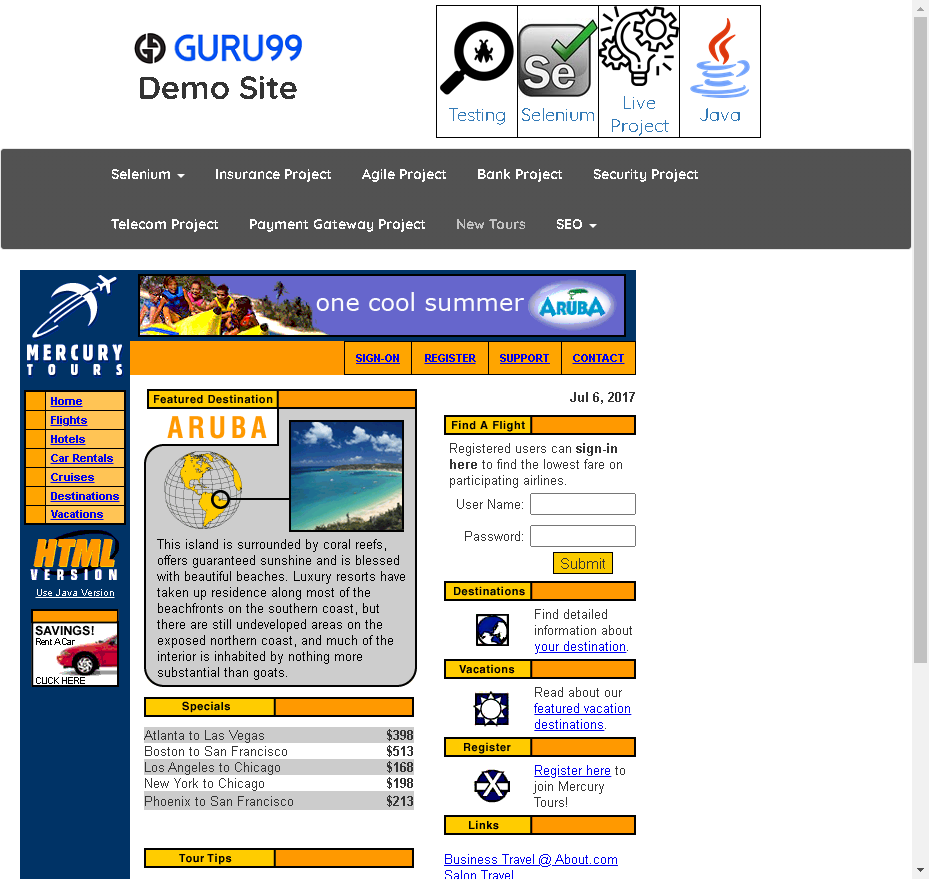 GURU99
Demo Site
Testing
Selenium
Live
Project
Java
Selenium
Insurance Project
Agile Project
Bank Project
Security Project
Telecom Project
Payment Gateway Project
New Tours
SEO
MERCURY
TOURS
one cool summer
ARUBA
SIGN-ON
REGISTER
SUPPORT
CONTACT
Home
Flights
Hotels
Car Rentals
Cruises
Destinations
Vacations
HTML
VERSION
Use Java Version
SAVINGS!
Rent A Car
CLICK HERE
Featured Destination
ARUBA
This island is surrounded by coral reefs,
offers guaranteed sunshine and is blessed
with beautiful beaches. Luxury resorts have
taken up residence along most of the
beachfronts on the southern coast, but
there are still undeveloped areas on the
exposed northern coast, and much of the
interior is inhabited by nothing more
substantial than goats.
Specials
Atlanta to Las Vegas $398
Boston to San Francisco $513
Los Angeles to Chicago $168
New York to Chicago $198
Phoenix to San Francisco $213
Tour Tips
Jul 6, 2017
Find A Flight
Registered users can sign-in
here to find the lowest fare on
participating airlines.
User Name:
Password:
Submit
Destinations
Find detailed
information about
your destination.
Vacations
Read about our
featured vacation
destinations.
Register
Register here to
join Mercury
Tours!
Links
Business Travel @ About.com
Salon Travel